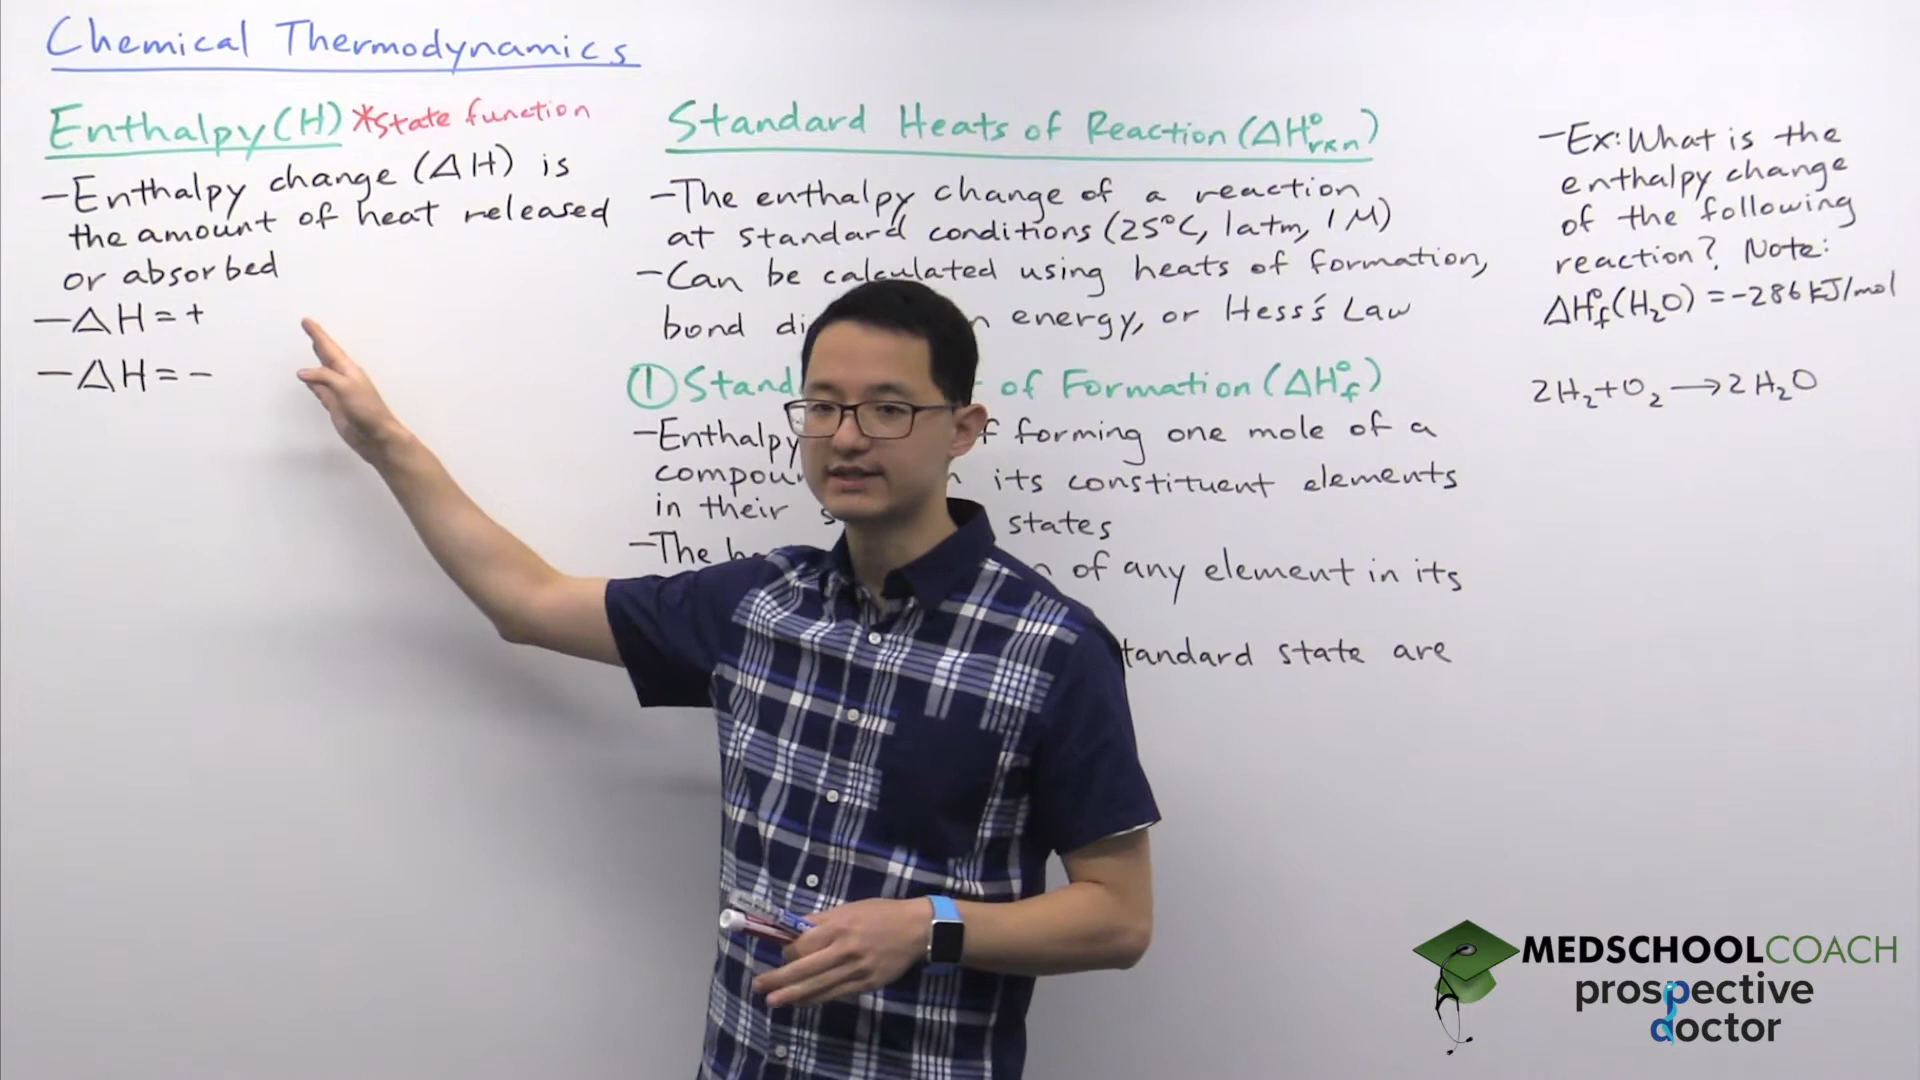 Chemical Thermodynamics
Enthalpy (H) *State function
-Enthalpy change (ΔH) is
the amount of heat released
or absorbed
-ΔH=+
-ΔH=-
Standard Heats of Reaction (ΔH°rxn)
-The enthalpy change of a reaction
at standard conditions (25°C, 1atm, 1M)
-Can be calculated using heats of formation,
bond energy, or Hess's Law
① of Formation (ΔH°f)
-Enthalpy forming one mole of a
its constituent elements
in their states
-The of any element in its
standard state are
-Ex: What is the
enthalpy change
of the following
reaction? Note:
ΔH°f(H₂O) = -286 kJ/mol
2H₂+O₂ → 2H₂O
MEDSCHOOLCOACH
prospective
doctor